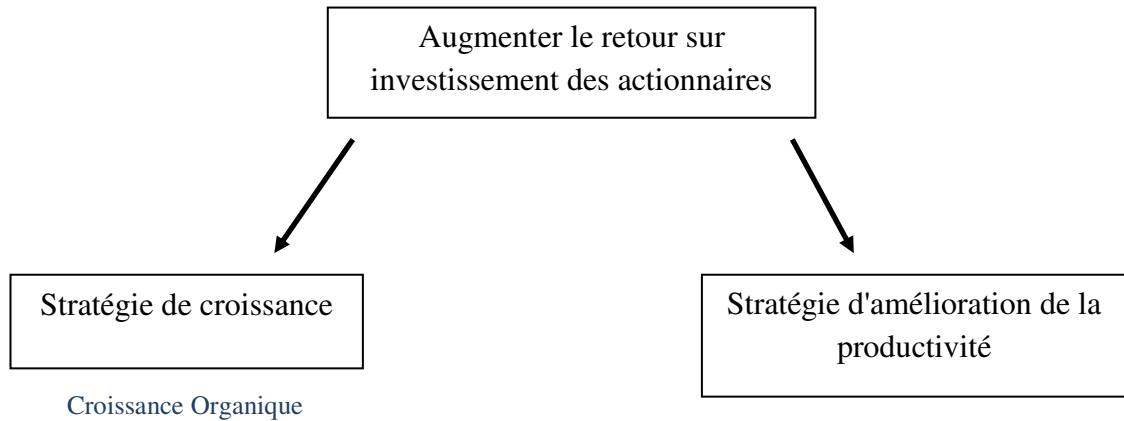 Augmenter le retour sur
investissement des actionnaires
Stratégie de croissance
Stratégie d'amélioration de la
productivité
Croissance Organique